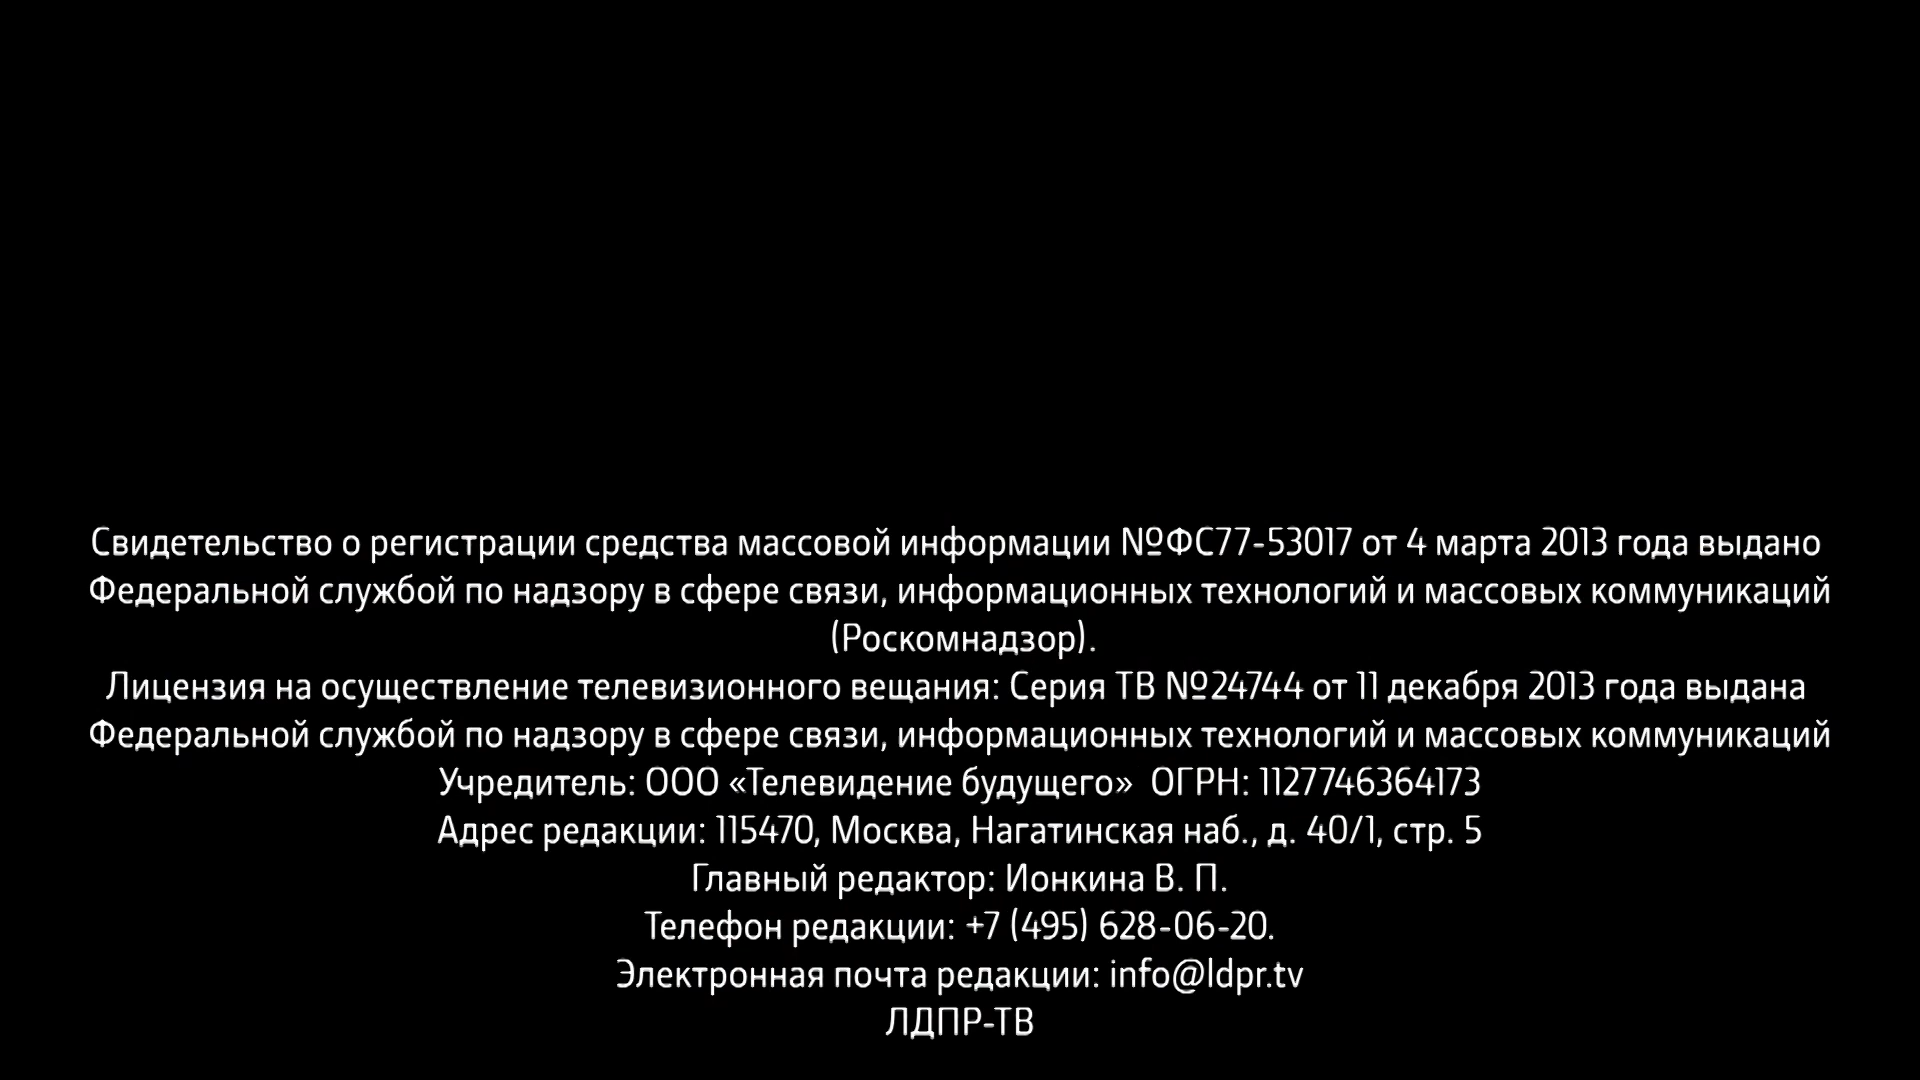 Свидетельство о регистрации средства массовой информации №ФС77-53017 от 4 марта 2013 года выдано
Федеральной службой по надзору в сфере связи, информационных технологий и массовых коммуникаций
(Роскомнадзор).
Лицензия на осуществление телевизионного вещания: Серия ТВ №24744 от 11 декабря 2013 года выдана
Федеральной службой по надзору в сфере связи, информационных технологий и массовых коммуникаций
Учредитель: ООО «Телевидение будущего» ОГРН: 1127746364173
Адрес редакции: 115470, Москва, Нагатинская наб., д. 40/1, стр. 5
Главный редактор: Ионкина В. П.
Телефон редакции: +7 (495) 628-06-20.
Электронная почта редакции: info@ldpr.tv
ЛДПР-ТВ